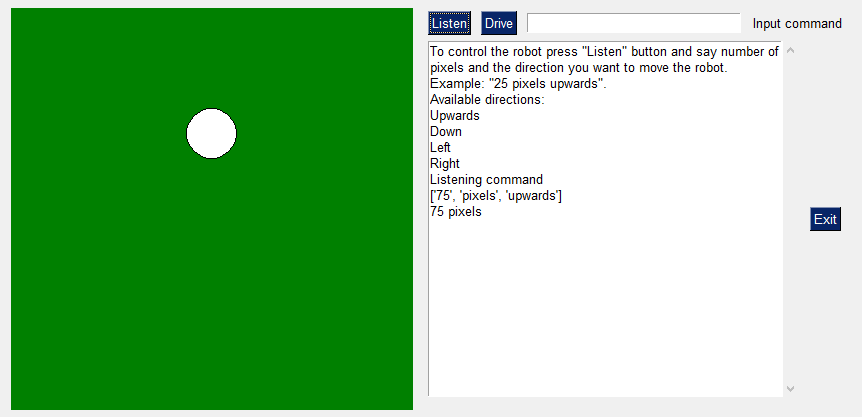 Listen Drive Input command
To control the robot press "Listen" button and say number of
pixels and the direction you want to move the robot.
Example: "25 pixels upwards".
Available directions:
Upwards
Down
Left
Right
Listening command
['75', 'pixels', 'upwards']
75 pixels
Exit